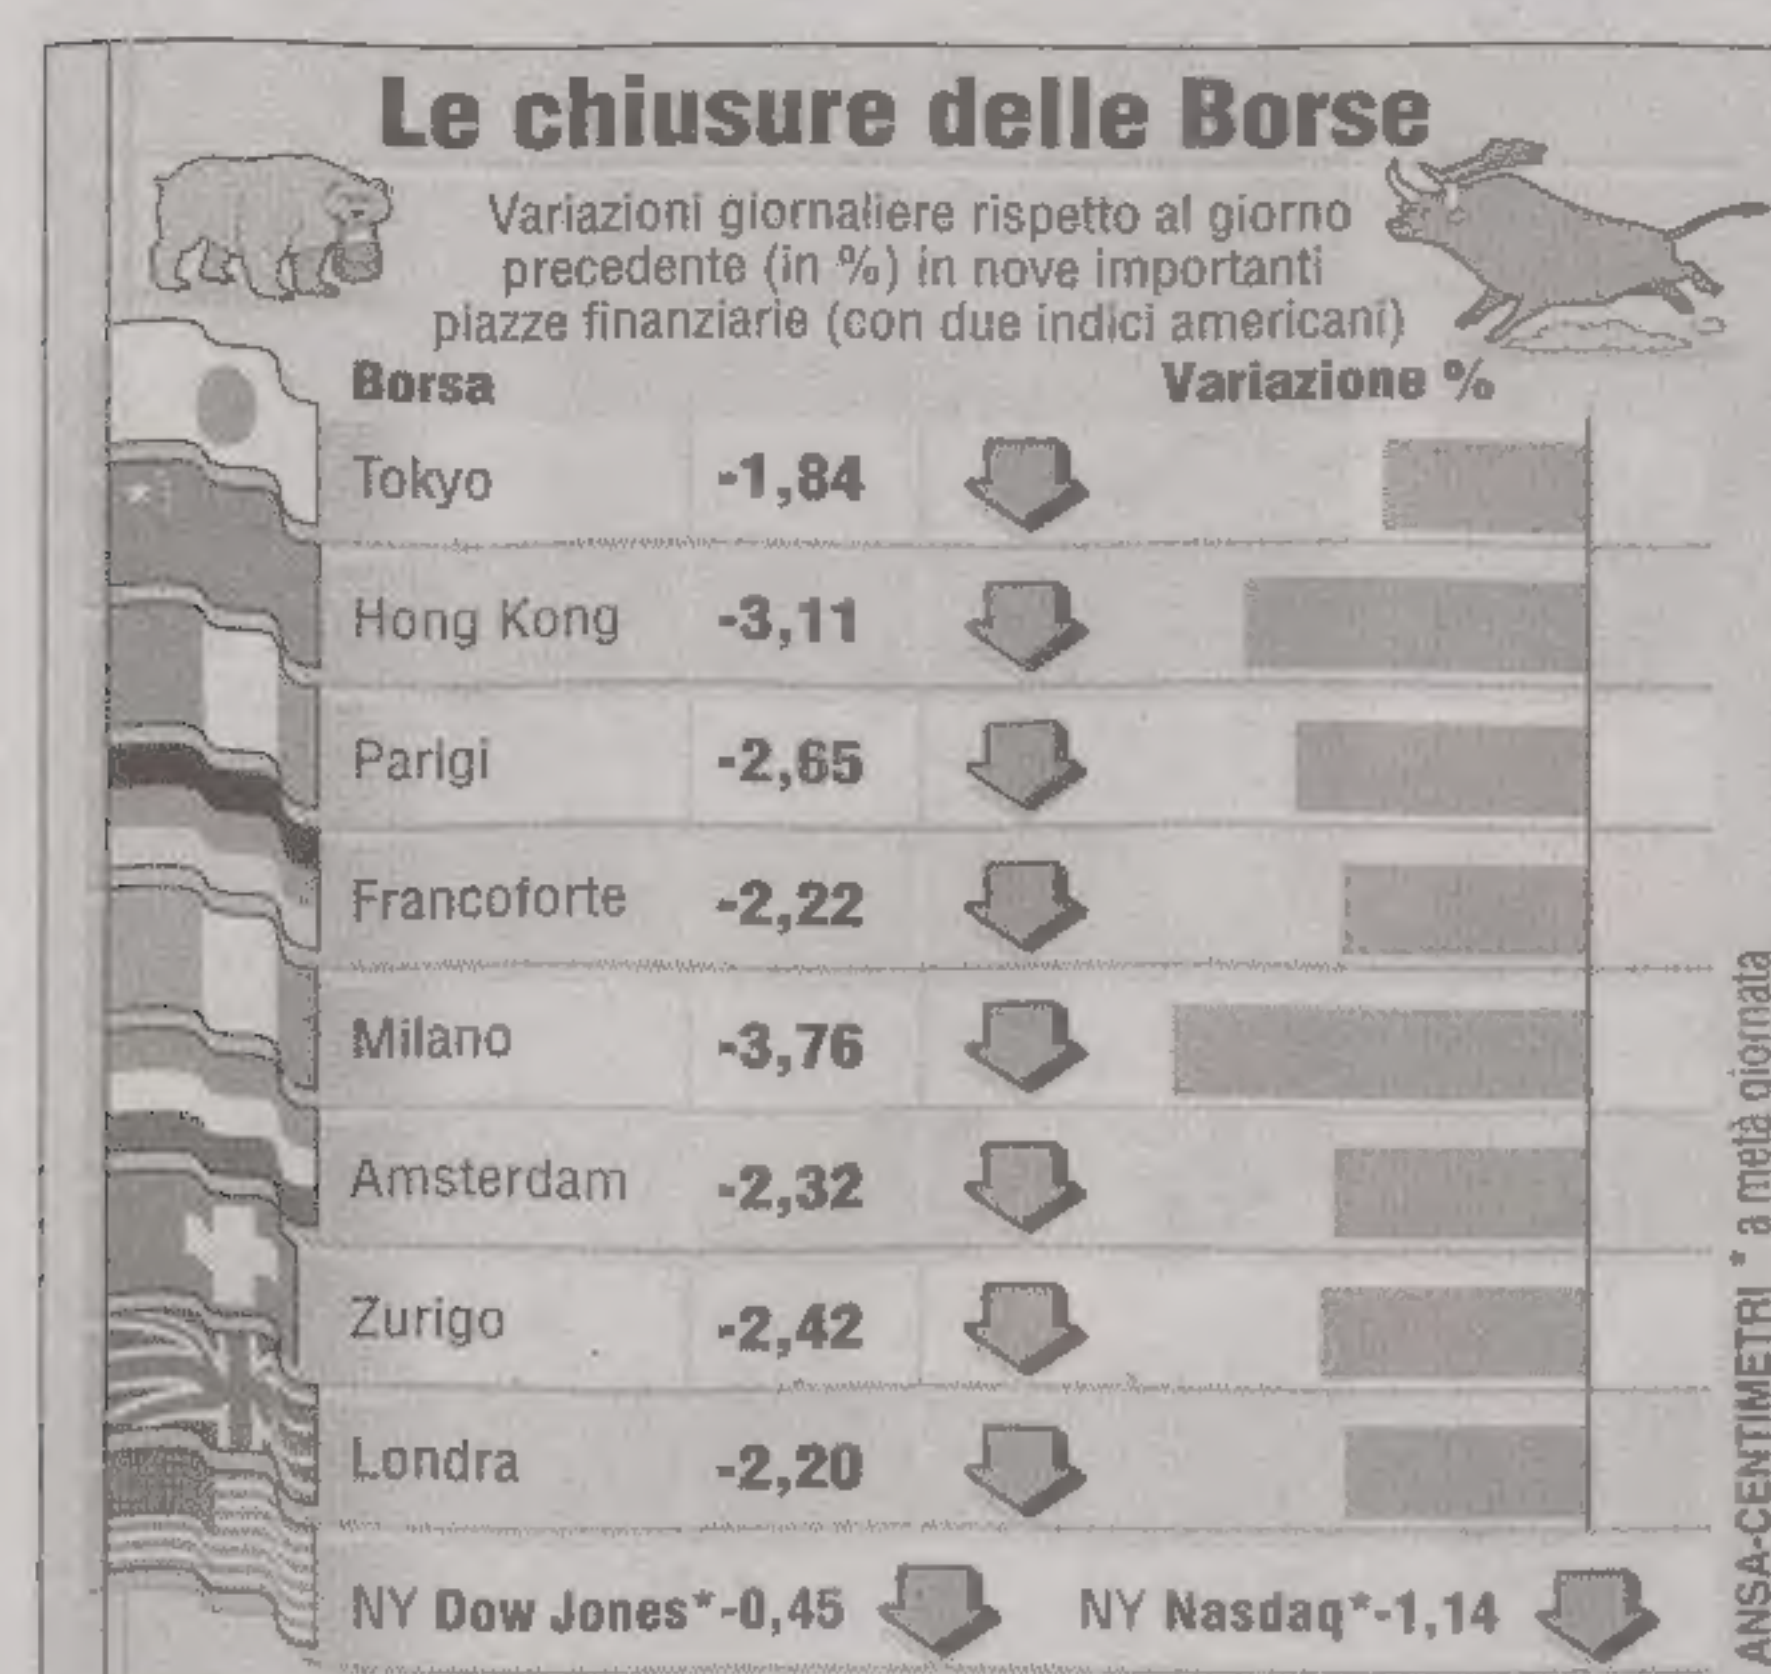 Le chiusure delle Borse
Variazioni giornaliere rispetto al giorno
precedente (in %) in nove importanti
piazze finanziarie (con due indici americani)
Borsa Variazione %
Tokyo -1,84
Hong Kong -3,11
Parigi -2,65
Francoforte -2,22
Milano -3,76
Amsterdam -2,32
Zurigo -2,42
Londra -2,20
NY Dow Jones*-0,45 NY Nasdaq*-1,14
ANSA-CENTIMETRI * a metà giornata